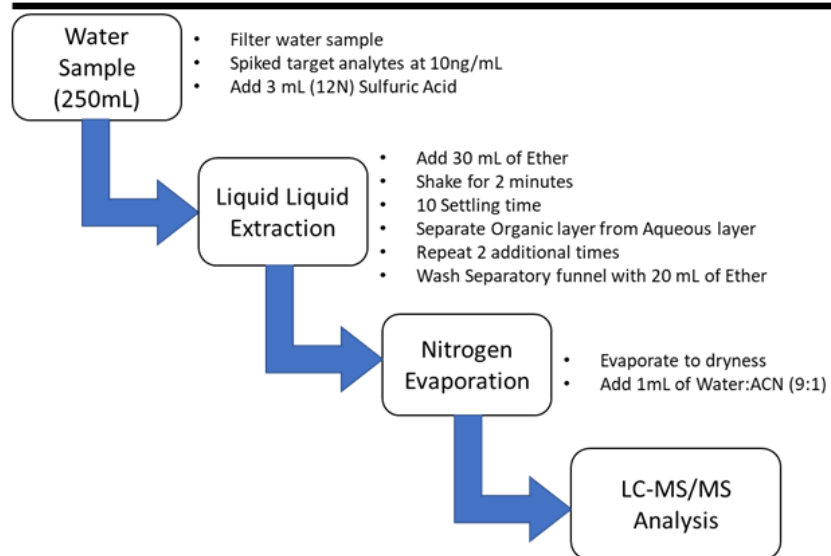 Water
Sample
(250mL)
• Filter water sample
• Spiked target analytes at 10ng/mL
• Add 3 mL (12N) Sulfuric Acid
Liquid Liquid
Extraction
• Add 30 mL of Ether
• Shake for 2 minutes
• 10 Settling time
• Separate Organic layer from Aqueous layer
• Repeat 2 additional times
• Wash Separatory funnel with 20 mL of Ether
Nitrogen
Evaporation
• Evaporate to dryness
• Add 1mL of Water:ACN (9:1)
LC-MS/MS
Analysis